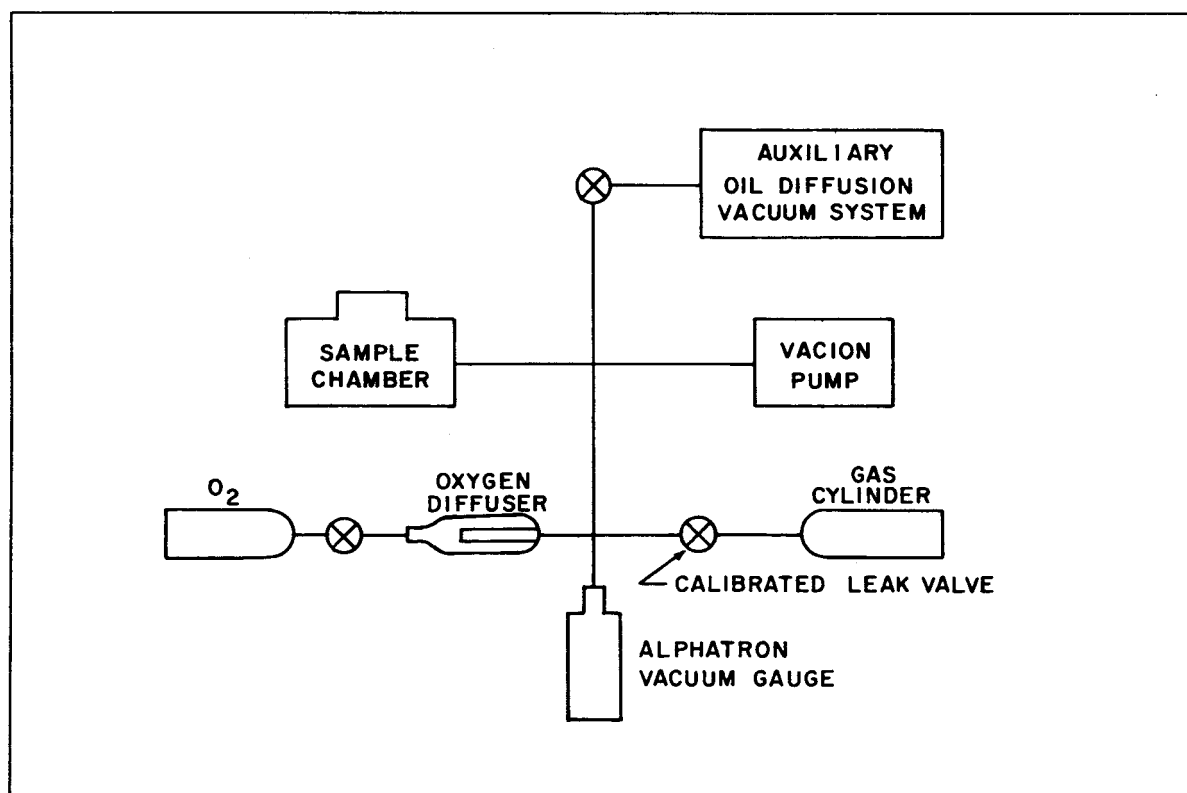 AUXILIARY
OIL DIFFUSION
VACUUM SYSTEM
SAMPLE
CHAMBER
VACION
PUMP
O2
OXYGEN
DIFFUSER
GAS
CYLINDER
CALIBRATED LEAK VALVE
ALPHATRON
VACUUM GAUGE